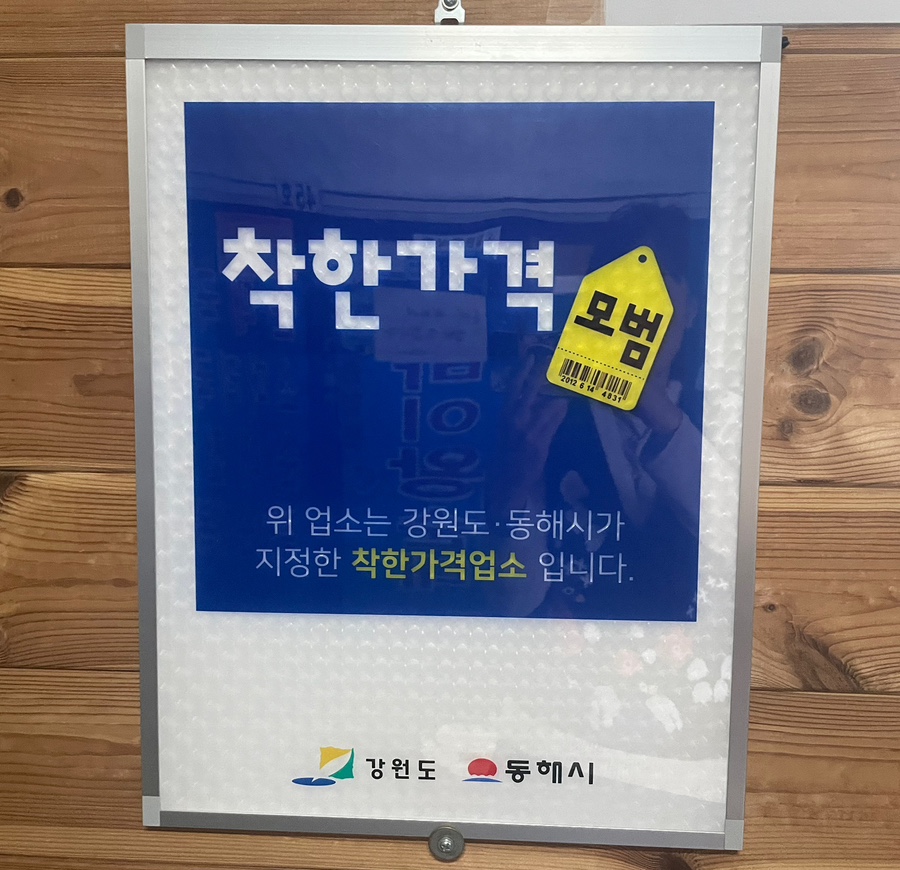 착한가격
모범
2012 6 14 4831
위 업소는 강원도·동해시가
지정한 착한가격업소 입니다.
강원도 동해시